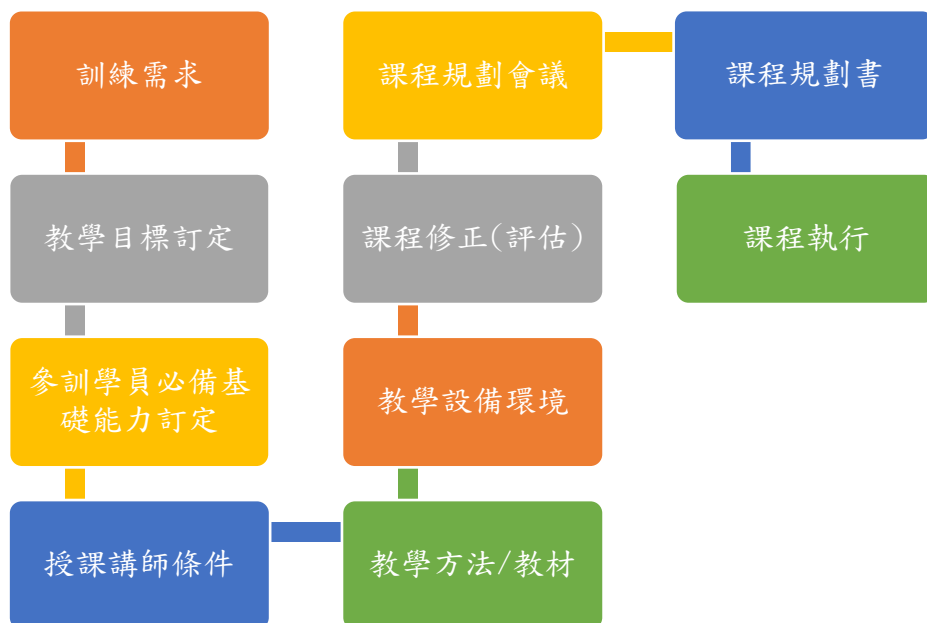 訓練需求
教學目標訂定
參訓學員必備基
礎能力訂定
授課講師條件
教學方法/教材
教學設備環境
課程修正(評估)
課程規劃會議
課程規劃書
課程執行